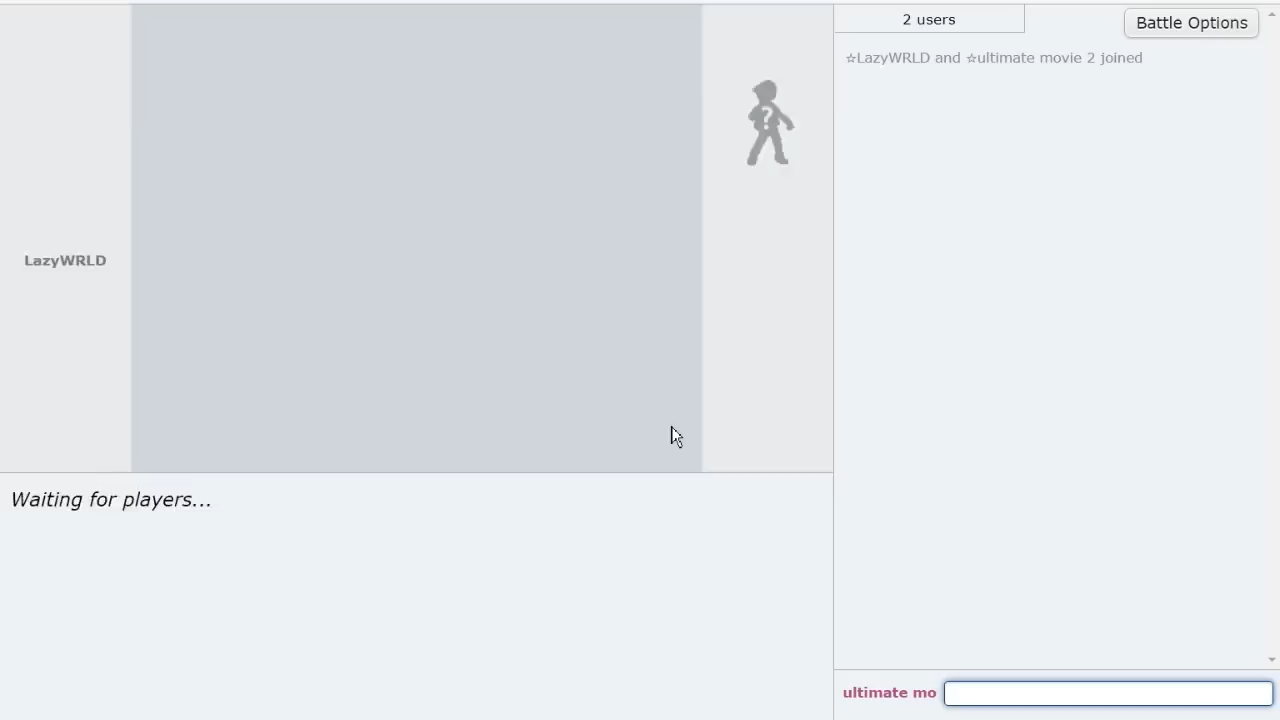 2 users
Battle Options
☆LazyWRLD and ☆ultimate movie 2 joined
?
LazyWRLD
Waiting for players...
ultimate mo